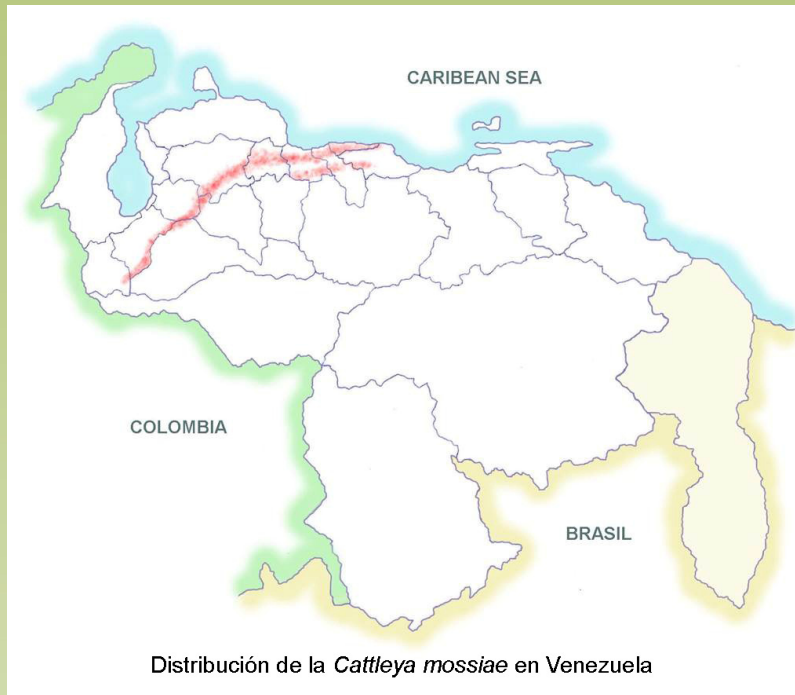 CARIBEAN SEA
COLOMBIA
BRASIL
Distribución de la Cattleya mossiae en Venezuela